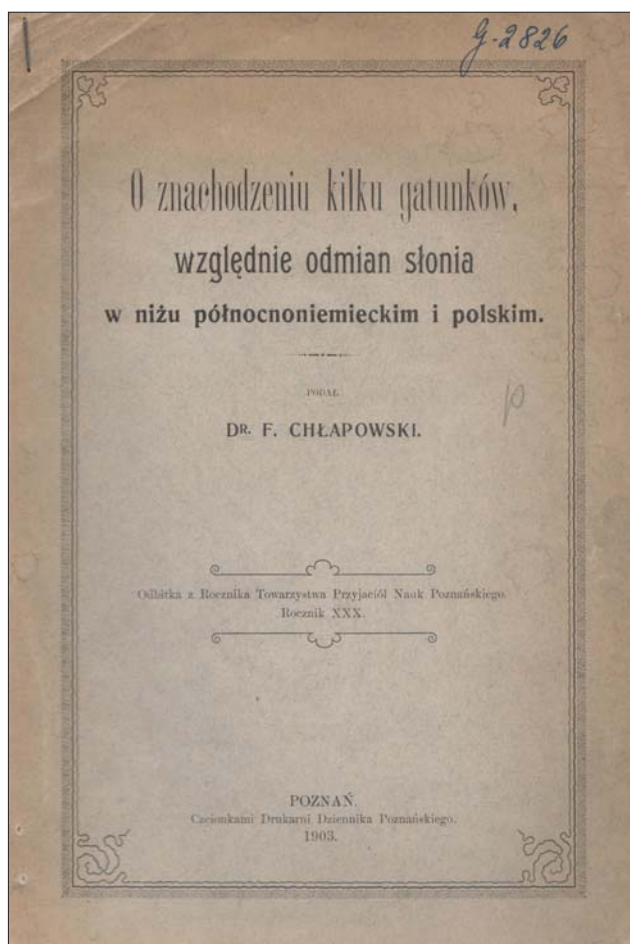 g-2826
O znachodzeniu kilku gatunków,
względnie odmian słonia
w niżu północnoniemieckim i polskim.
PODAŁ
DR. F. CHŁAPOWSKI.
p
Odbitka z Rocznika Towarzystwa Przyjaciół Nauk Poznańskiego.
Rocznik XXX.
POZNAŃ.
Czcionkami Drukarni Dziennika Poznańskiego.
1903.